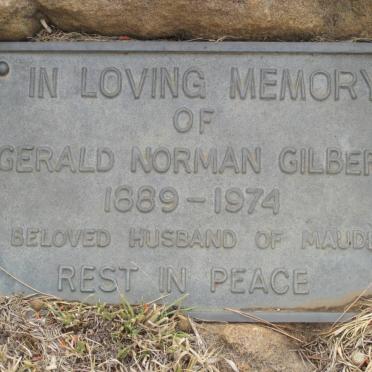 IN LOVING MEMORY
OF
GERALD NORMAN GILBER
1889-1974
BELOVED HUSBAND OF MAUD
REST IN PEACE